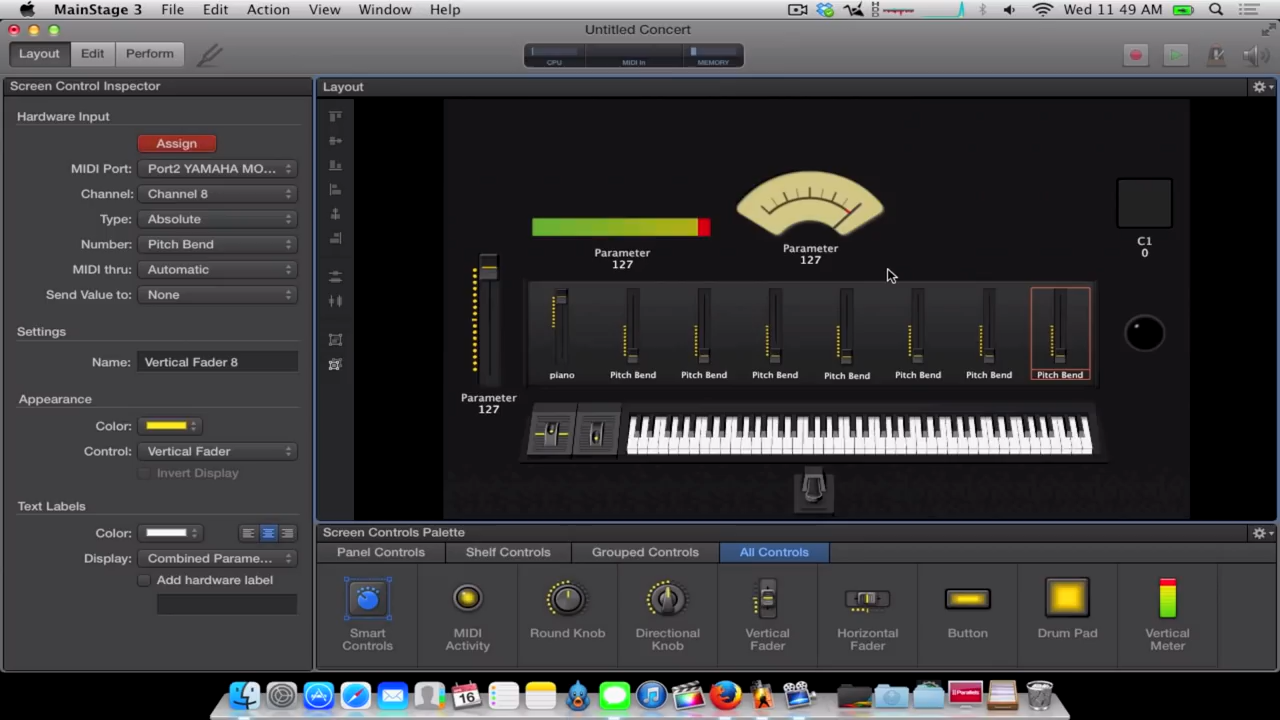 MainStage 3 File Edit Action View Window Help Wed 11:49 AM
Untitled Concert
Layout Edit Perform
CPU MIDI In MEMORY
Screen Control Inspector
Layout
Hardware Input
Assign
MIDI Port: Port2 YAMAHA MO...
Channel: Channel 8
Type: Absolute
Number: Pitch Bend
MIDI thru: Automatic
Send Value to: None
Settings
Name: Vertical Fader 8
Appearance
Color:
Control: Vertical Fader
Invert Display
Text Labels
Color:
Display: Combined Parame...
Add hardware label
Parameter
127
Parameter
127
C1
0
piano Pitch Bend Pitch Bend Pitch Bend Pitch Bend Pitch Bend Pitch Bend Pitch Bend
Parameter
127
Screen Controls Palette
Panel Controls Shelf Controls Grouped Controls All Controls
Smart Controls
MIDI Activity
Round Knob
Directional Knob
Vertical Fader
Horizontal Fader
Button
Drum Pad
Vertical Meter
16
Parallels